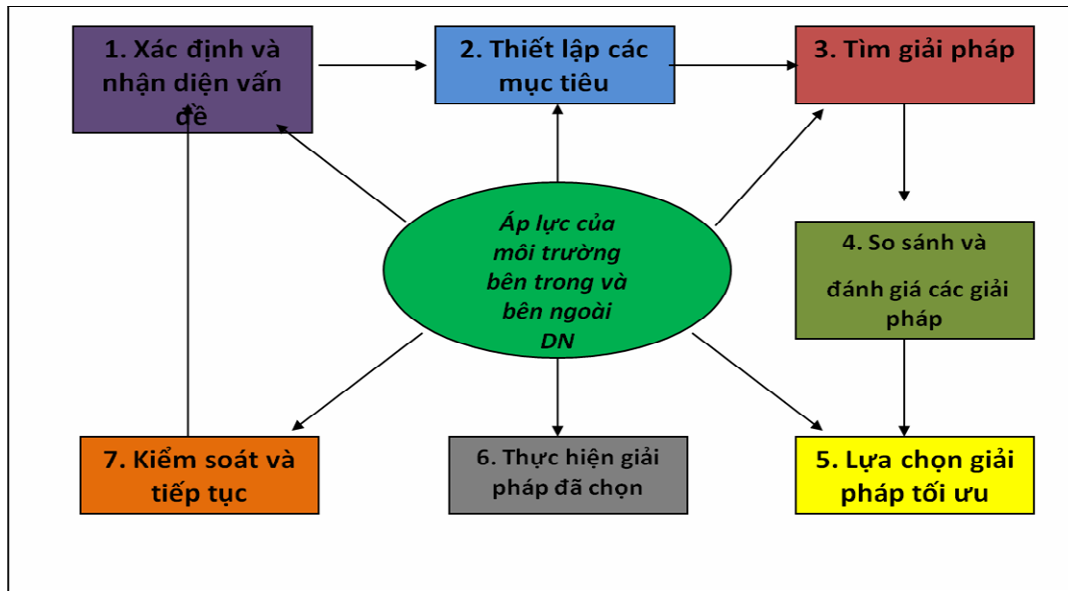 1. Xác định và
nhận diện vấn
đề
2. Thiết lập các
mục tiêu
3. Tìm giải pháp
Áp lực của
môi trường
bên trong và
bên ngoài
DN
4. So sánh và
đánh giá các giải
pháp
7. Kiểm soát và
tiếp tục
6. Thực hiện giải
pháp đã chọn
5. Lựa chọn giải
pháp tối ưu